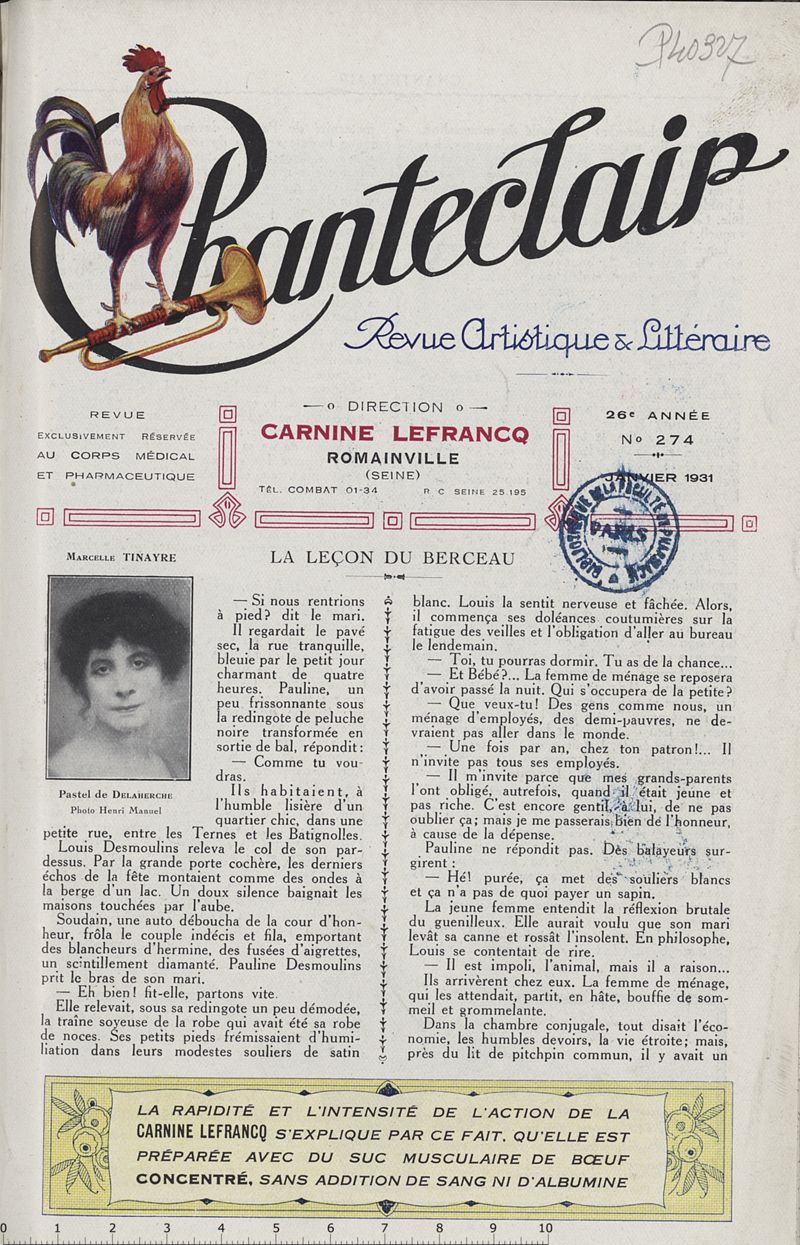 P40327
Chanteclair
Revue Artistique & Littéraire
REVUE
EXCLUSIVEMENT RÉSERVÉE
AU CORPS MÉDICAL
ET PHARMACEUTIQUE
DIRECTION
CARNINE LEFRANCQ
ROMAINVILLE
(SEINE)
TÉL. COMBAT 01-34 R C SEINE 25.195
26e ANNÉE
No 274
JANVIER 1931
BIBLIOTHÈQUE DE LA FACULTÉ DE PHARMACIE
PARIS
MARCELLE TINAYRE
LA LEÇON DU BERCEAU
Pastel de DELAHERCHE
Photo Henri Manuel
— Si nous rentrions
à pied? dit le mari.
Il regardait le pavé
sec, la rue tranquille,
bleuie par le petit jour
charmant de quatre
heures. Pauline, un
peu frissonnante sous
la redingote de peluche
noire transformée en
sortie de bal, répondit:
— Comme tu vou-
dras.
Ils habitaient, à
l'humble lisière d'un
quartier chic, dans une
petite rue, entre les Ternes et les Batignolles.
Louis Desmoulins releva le col de son par-
dessus. Par la grande porte cochère, les derniers
échos de la fête montaient comme des ondes à
la berge d'un lac. Un doux silence baignait les
maisons touchées par l'aube.
Soudain, une auto déboucha de la cour d'hon-
heur, frôla le couple indécis et fila, emportant
des blancheurs d'hermine, des fusées d'aigrettes,
un scintillement diamanté. Pauline Desmoulins
prit le bras de son mari.
— Eh bien! fit-elle, partons vite.
Elle relevait, sous sa redingote un peu démodée,
la traîne soyeuse de la robe qui avait été sa robe
de noces. Ses petits pieds frémissaient d'humi-
liation dans leurs modestes souliers de satin
blanc. Louis la sentit nerveuse et fâchée. Alors,
il commença ses doléances coutumières sur la
fatigue des veilles et l'obligation d'aller au bureau
le lendemain.
— Toi, tu pourras dormir. Tu as de la chance...
— Et Bébé?... La femme de ménage se reposera
d'avoir passé la nuit. Qui s'occupera de la petite?
— Que veux-tu! Des gens comme nous, un
ménage d'employés, des demi-pauvres, ne de-
vraient pas aller dans le monde.
— Une fois par an, chez ton patron!... Il
n'invite pas tous ses employés.
— Il m'invite parce que mes grands-parents
l'ont obligé, autrefois, quand il était jeune et
pas riche. C'est encore gentil, à lui, de ne pas
oublier ça; mais je me passerais bien de l'honneur,
à cause de la dépense.
Pauline ne répondit pas. Des balayeurs sur-
girent :
— Hé! purée, ça met des souliers blancs
et ça n'a pas de quoi payer un sapin.
La jeune femme entendit la réflexion brutale
du guenilleux. Elle aurait voulu que son mari
levât sa canne et rossât l'insolent. En philosophe,
Louis se contentait de rire.
— Il est impoli, l'animal, mais il a raison...
Ils arrivèrent chez eux. La femme de ménage,
qui les attendait, partit, en hâte, bouffie de som-
meil et grommelante.
Dans la chambre conjugale, tout disait l'éco-
nomie, les humbles devoirs, la vie étroite; mais,
près du lit de pitchpin commun, il y avait un
LA RAPIDITÉ ET L'INTENSITÉ DE L'ACTION DE LA
CARNINE LEFRANCQ S'EXPLIQUE PAR CE FAIT, QU'ELLE EST
PRÉPARÉE AVEC DU SUC MUSCULAIRE DE BŒUF
CONCENTRÉ, SANS ADDITION DE SANG NI D'ALBUMINE
0 1 2 3 4 5 6 7 8 9 10